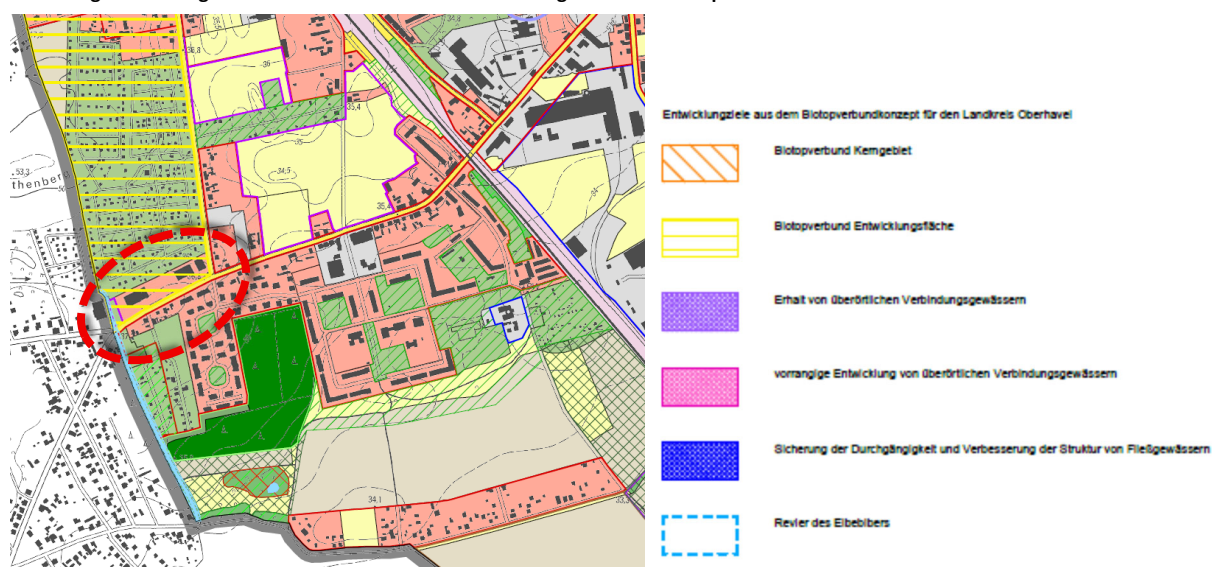 Entwicklungziele aus dem Biotopverbundkonzept für den Landkreis Oberhavel
Biotopverbund Kerngebiet
Biotopverbund Entwicklungsfläche
Erhalt von überörtlichen Verbindungsgewässern
vorrangige Entwicklung von überörtlichen Verbindungsgewässern
Sicherung der Durchgängigkeit und Verbesserung der Struktur von Fließgewässern
Revier des Elbebibers
34,8
36
35,4
53,3
35
34,5
35,4
34
34,1